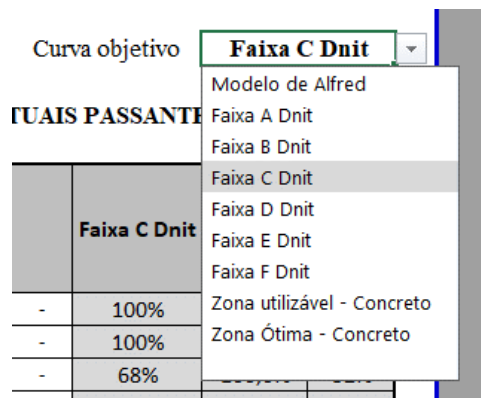 Curva objetivo Faixa C Dnit
Modelo de Alfred
TUAIS PASSANTE
Faixa A Dnit
Faixa B Dnit
Faixa C Dnit
Faixa D Dnit
Faixa E Dnit
Faixa F Dnit
Zona utilizável - Concreto
Zona Ótima - Concreto
Faixa C Dnit
- 100%
- 100%
- 68%